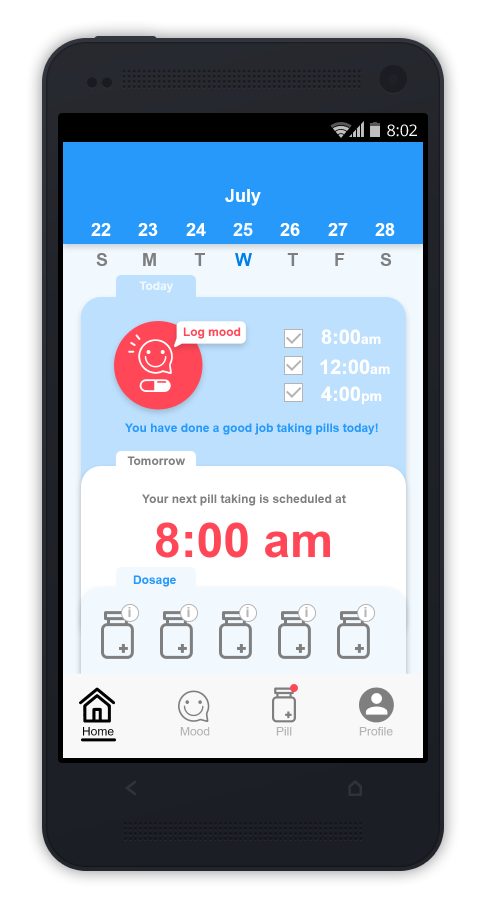 8:02
July
22 23 24 25 26 27 28
S M T W T F S
Today
Log mood
8:00am
12:00am
4:00pm
You have done a good job taking pills today!
Tomorrow
Your next pill taking is scheduled at
8:00 am
Dosage
i i i i i
Home Mood Pill Profile